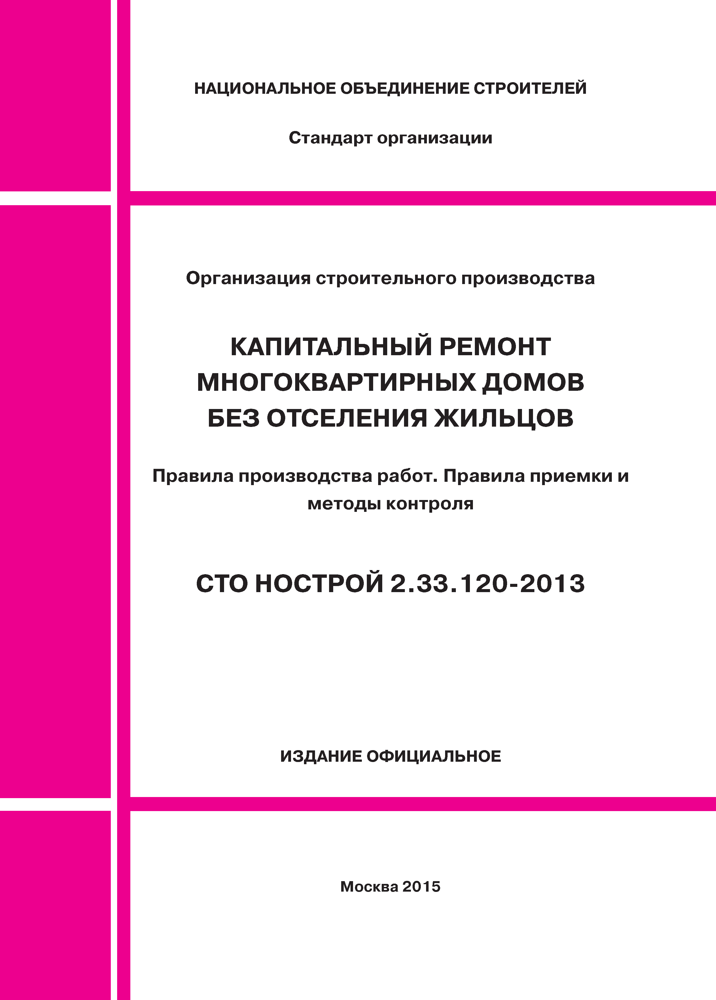 НАЦИОНАЛЬНОЕ ОБЪЕДИНЕНИЕ СТРОИТЕЛЕЙ
Стандарт организации
Организация строительного производства
КАПИТАЛЬНЫЙ РЕМОНТ
МНОГОКВАРТИРНЫХ ДОМОВ
БЕЗ ОТСЕЛЕНИЯ ЖИЛЬЦОВ
Правила производства работ. Правила приемки и
методы контроля
СТО НОСТРОЙ 2.33.120-2013
ИЗДАНИЕ ОФИЦИАЛЬНОЕ
Москва 2015